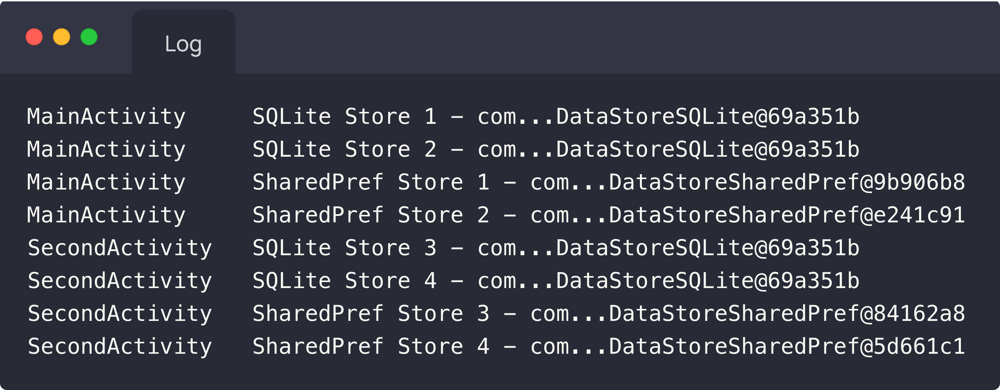 Log
MainActivity SQLite Store 1 – com...DataStoreSQLite@69a351b
MainActivity SQLite Store 2 – com...DataStoreSQLite@69a351b
MainActivity SharedPref Store 1 – com...DataStoreSharedPref@9b906b8
MainActivity SharedPref Store 2 – com...DataStoreSharedPref@e241c91
SecondActivity SQLite Store 3 – com...DataStoreSQLite@69a351b
SecondActivity SQLite Store 4 – com...DataStoreSQLite@69a351b
SecondActivity SharedPref Store 3 – com...DataStoreSharedPref@84162a8
SecondActivity SharedPref Store 4 – com...DataStoreSharedPref@5d661c1